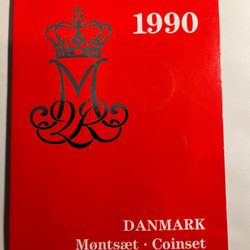 1990
DANMARK
Møntsæt · Coinset